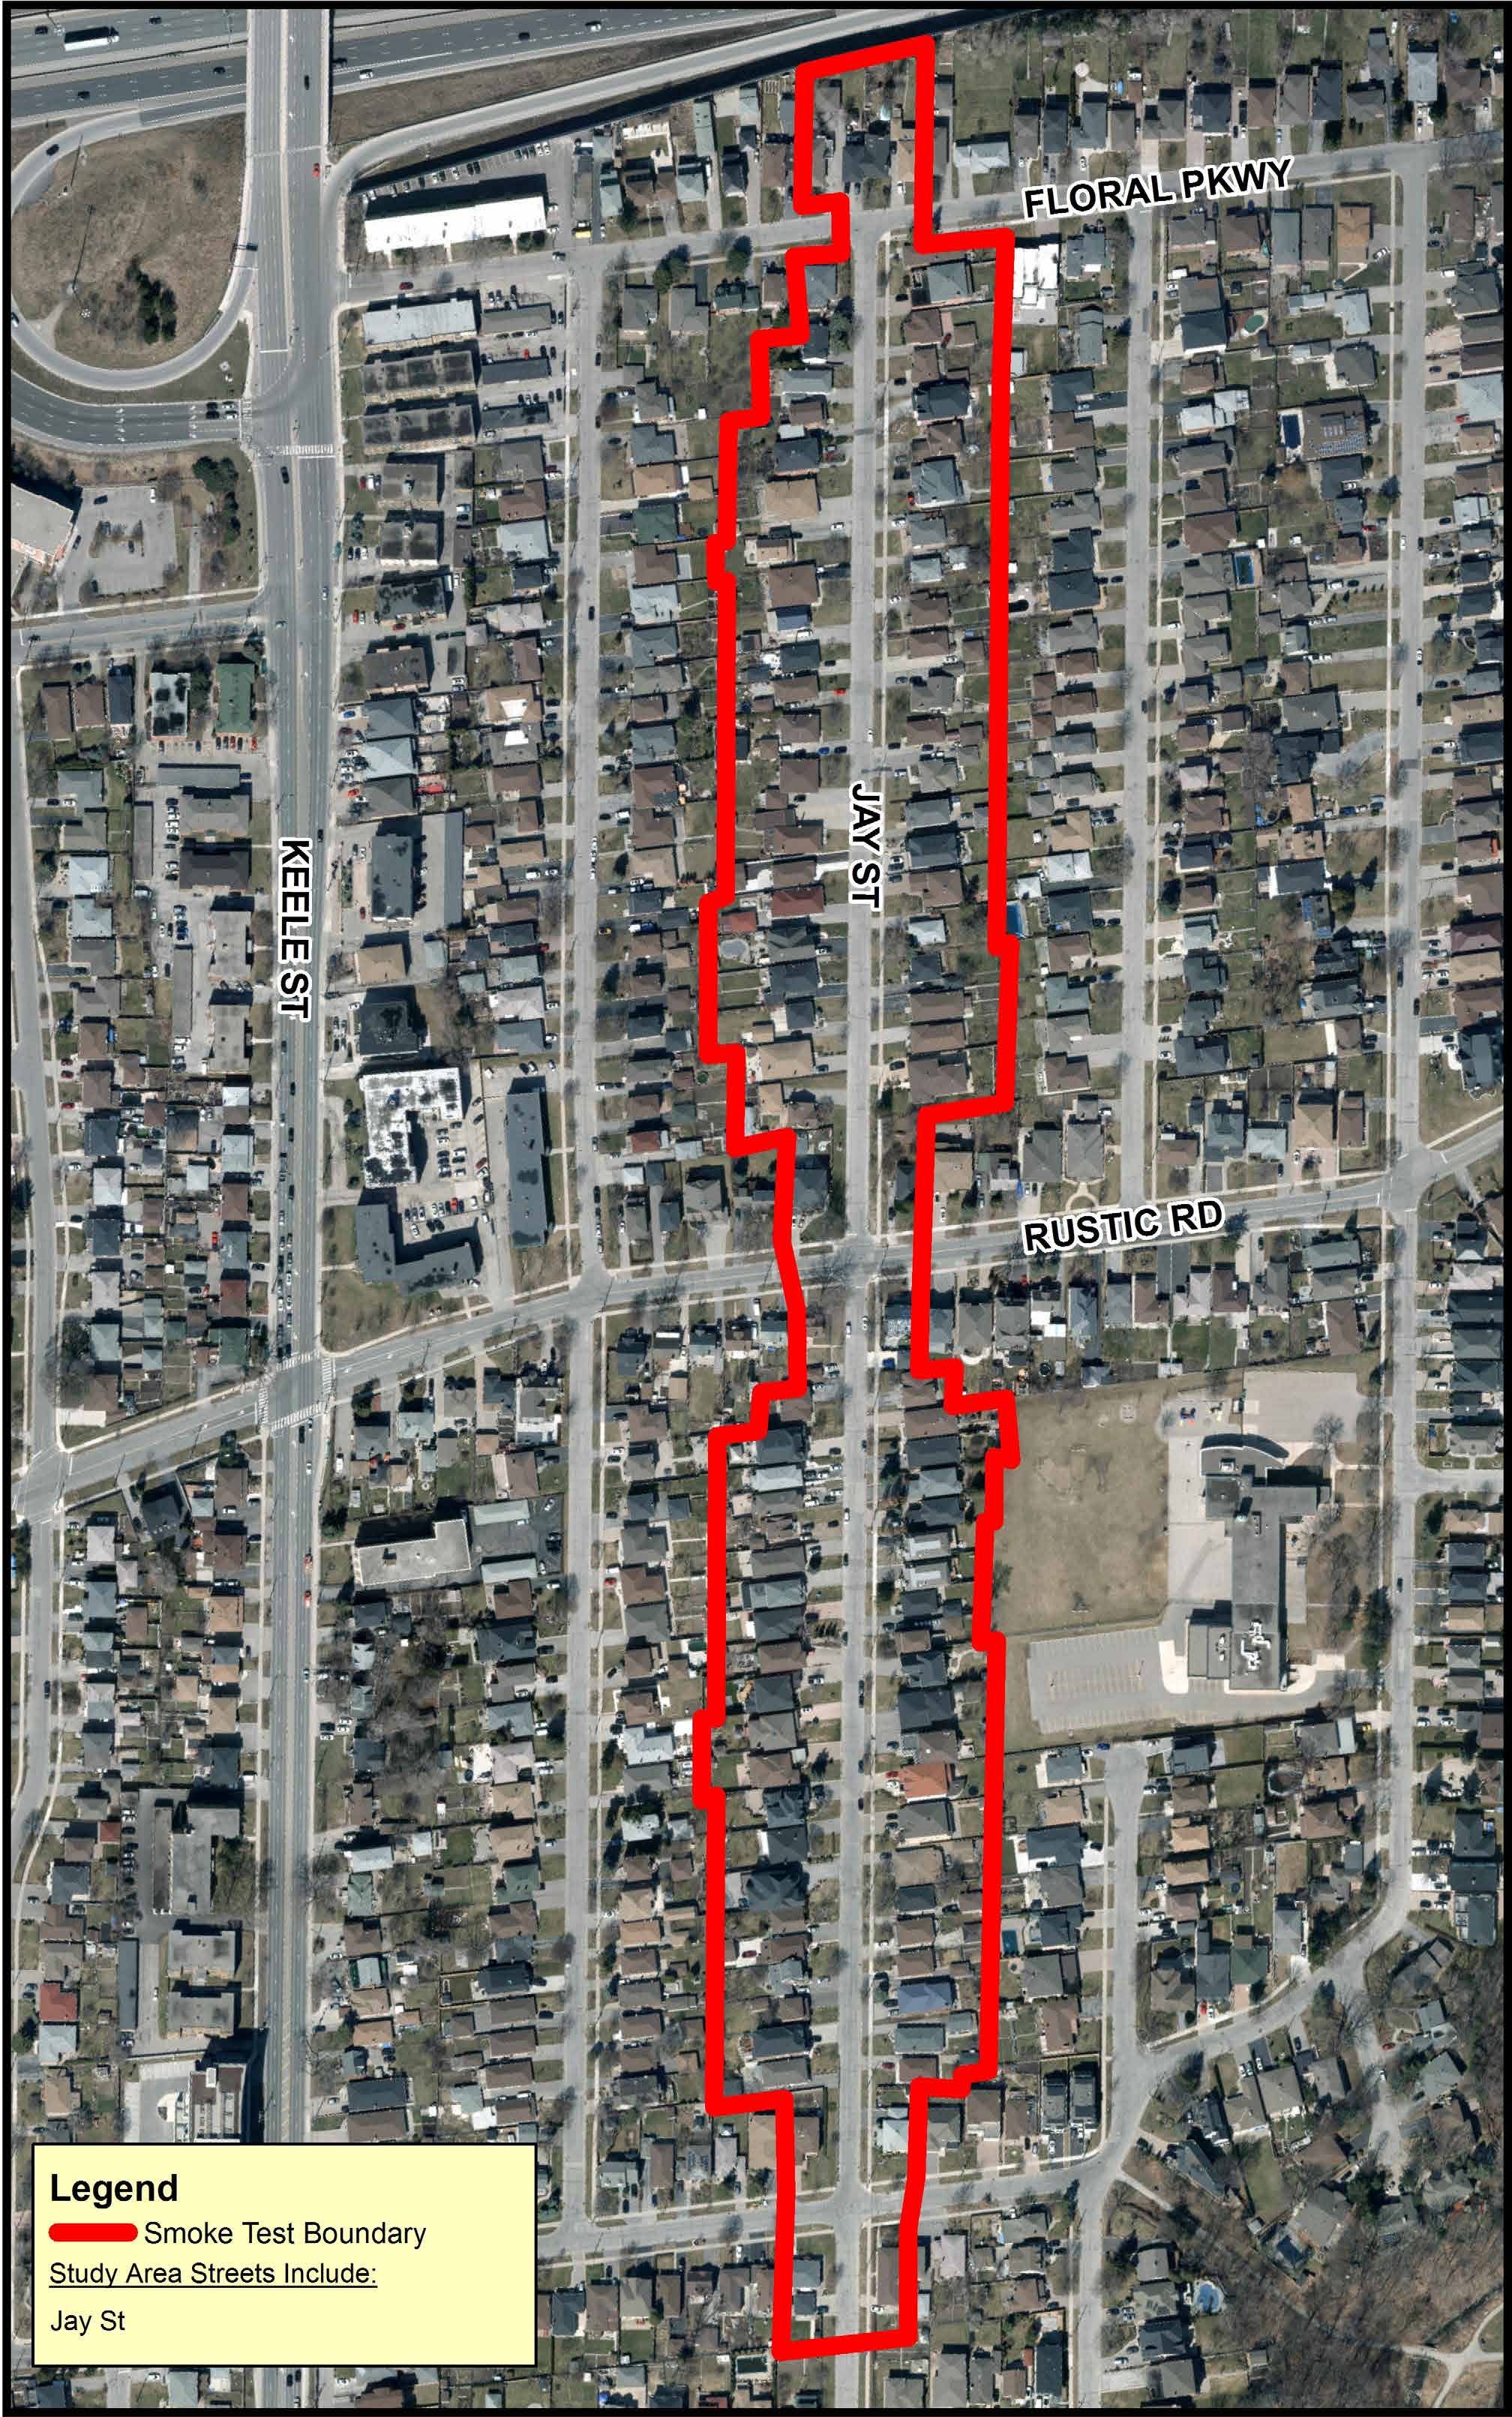 FLORAL PKWY
JAY ST
KEELE ST
RUSTIC RD
Legend
Smoke Test Boundary
Study Area Streets Include:
Jay St